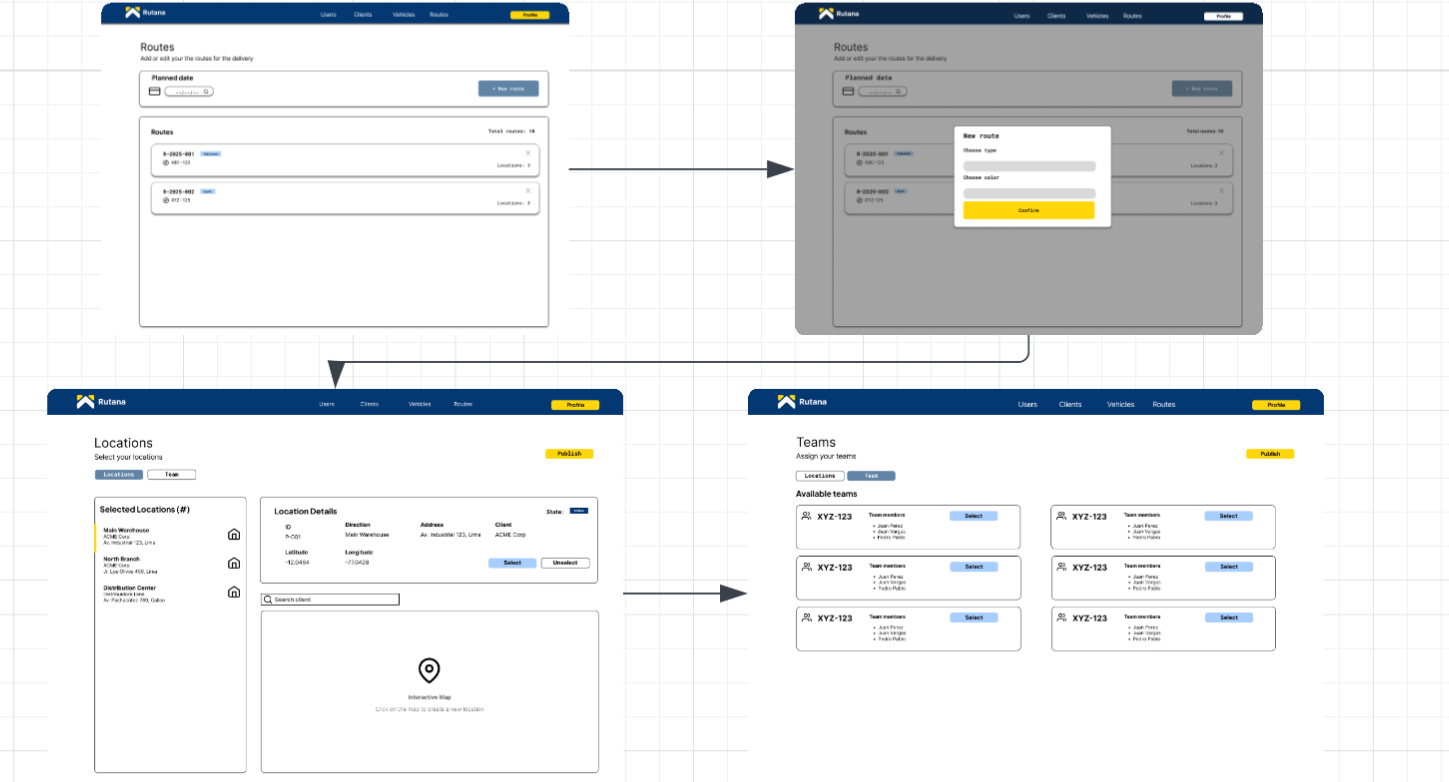 Rutana
Users Clients Vehicles Routes Profile
Routes
Add or edit your the routes for the delivery
Planned date
--/--/--
+ New route
Routes
Total routes: 10
R-2025-001
ABC-123
Locations: 3
R-2025-002
XYZ-125
Locations: 3
Rutana
Users Clients Vehicles Routes Profile
Routes
Add or edit your the routes for the delivery
Planned date
--/--/--
+ New route
Routes
Total routes: 10
R-2025-001
ABC-123
Locations: 3
R-2025-002
XYZ-125
Locations: 3
New route
Choose type
Choose color
Confirm
Rutana
Users Clients Vehicles Routes Profile
Locations
Select your locations
Publish
Locations Team
Selected Locations (#)
Main Warehouse
ACME Corp
Av. Industrial 123, Lima
North Branch
ACME Corp
Jr. Los Olivos 456, Lima
Distribution Center
Distribuidora Lima
Av. Pachacutec 789, Callao
Location Details
State:
ID
P-001
Direction
Main Warehouse
Address
Av. Industrial 123, Lima
Client
ACME Corp
Latitude
-12.0464
Longitude
-77.0428
Select Unselect
Search client
Interactive Map
Click on the map to create a new location
Rutana
Users Clients Vehicles Routes Profile
Teams
Assign your teams
Publish
Locations Team
Available teams
XYZ-123
Team members
Juan Perez
Juan Vargas
Pedro Pablo
Select
XYZ-123
Team members
Juan Perez
Juan Vargas
Pedro Pablo
Select
XYZ-123
Team members
Juan Perez
Juan Vargas
Pedro Pablo
Select
XYZ-123
Team members
Juan Perez
Juan Vargas
Pedro Pablo
Select
XYZ-123
Team members
Juan Perez
Juan Vargas
Pedro Pablo
Select
XYZ-123
Team members
Juan Perez
Juan Vargas
Pedro Pablo
Select